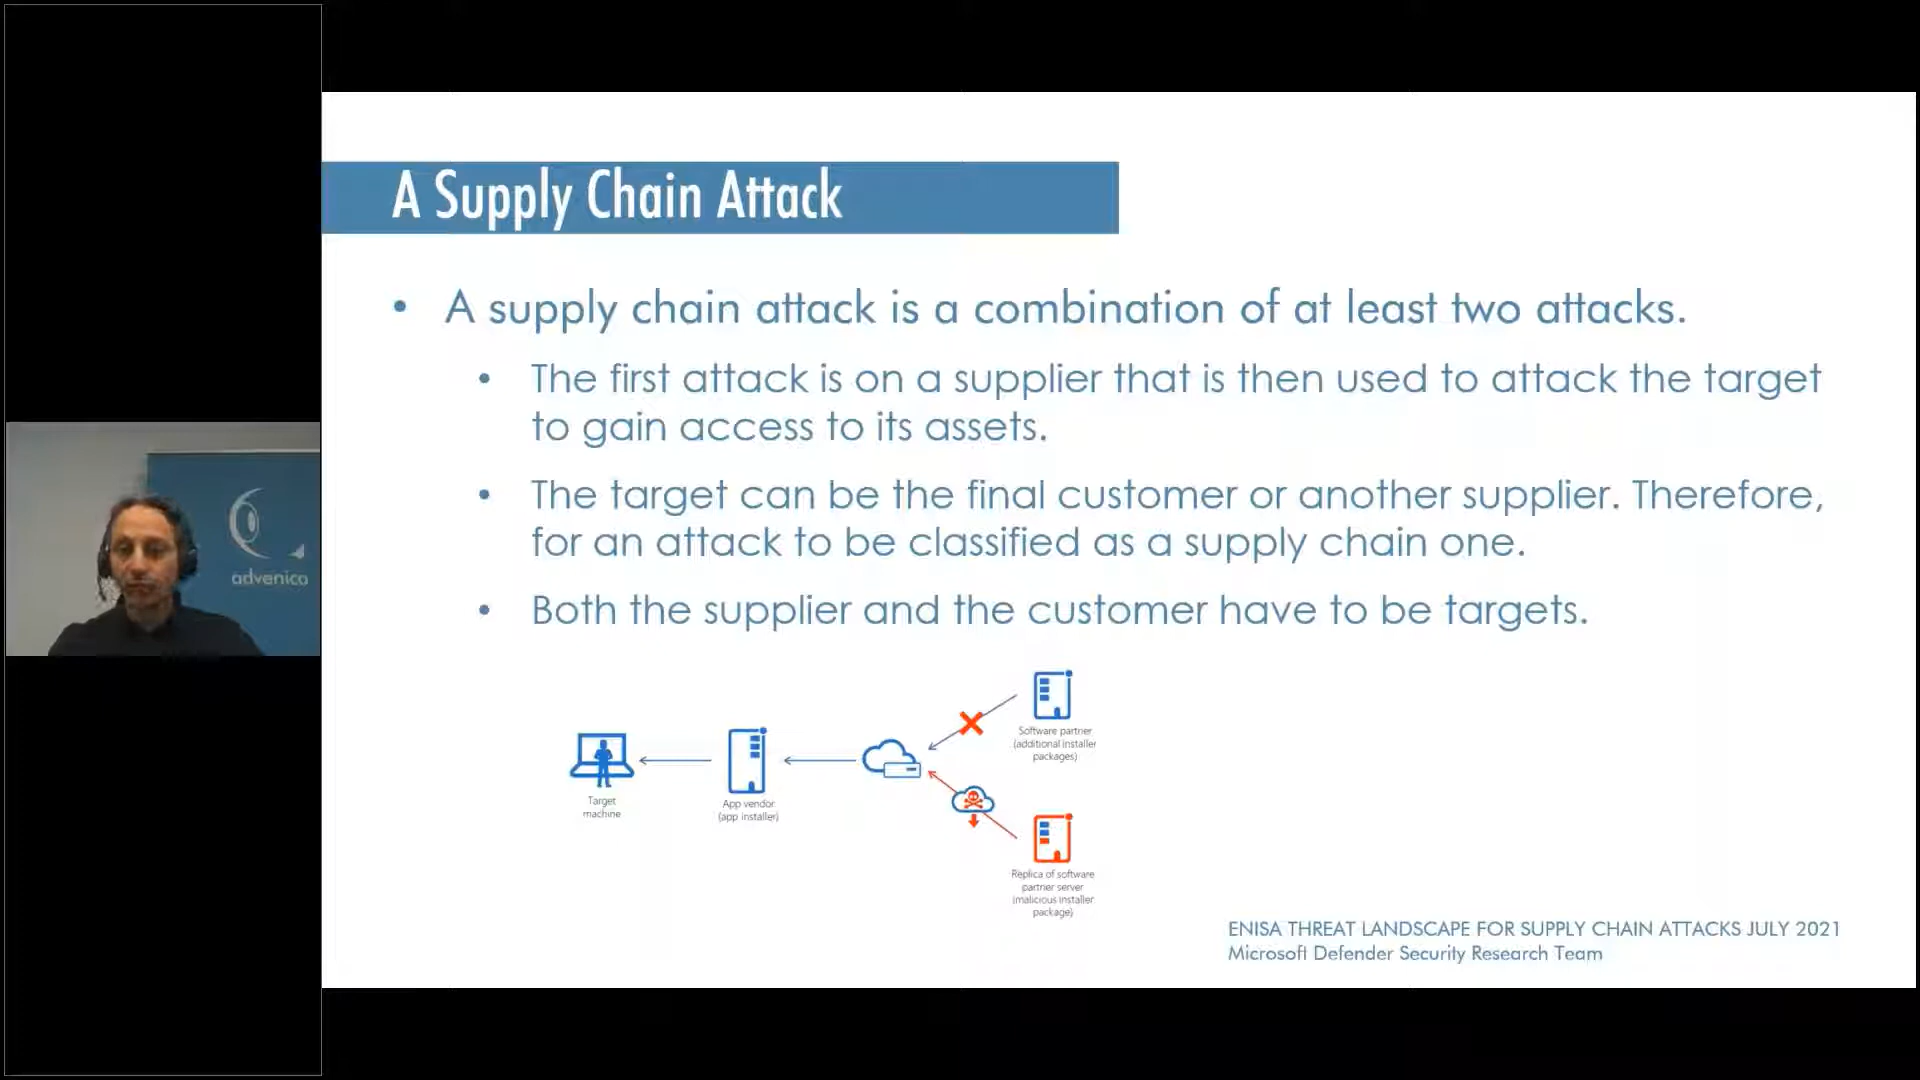 A Supply Chain Attack
• A supply chain attack is a combination of at least two attacks.
• The first attack is on a supplier that is then used to attack the target
to gain access to its assets.
• The target can be the final customer or another supplier. Therefore,
for an attack to be classified as a supply chain one.
• Both the supplier and the customer have to be targets.
advenica
Target
machine
App vendor
(app installer)
Software partner
(additional installer
packages)
Replica of software
partner server
(malicious installer
package)
ENISA THREAT LANDSCAPE FOR SUPPLY CHAIN ATTACKS JULY 2021
Microsoft Defender Security Research Team